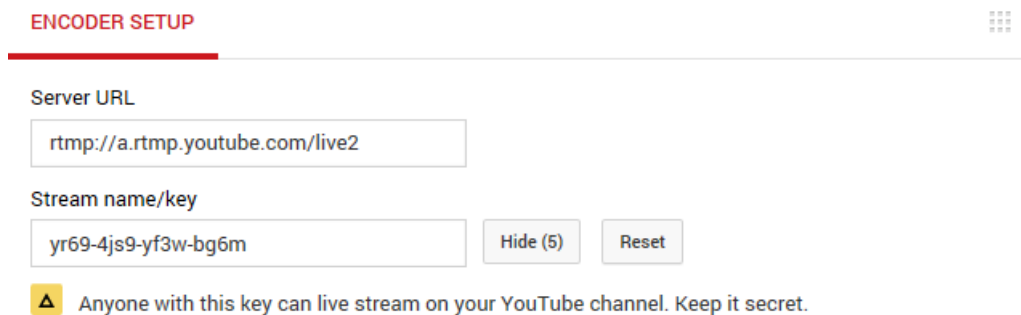 ENCODER SETUP
Server URL
rtmp://a.rtmp.youtube.com/live2
Stream name/key
yr69-4js9-yf3w-bg6m
Hide (5)
Reset
Anyone with this key can live stream on your YouTube channel. Keep it secret.